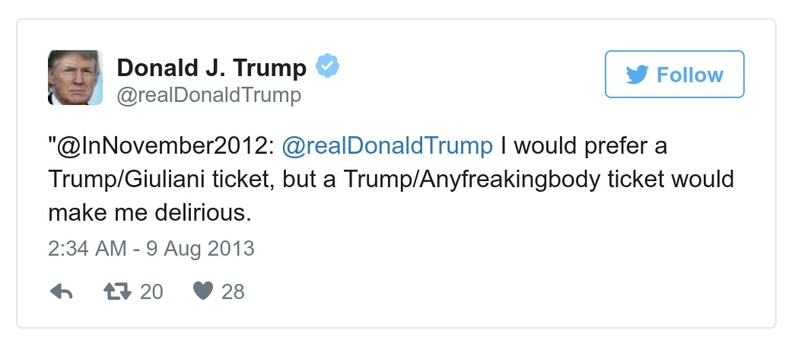 Donald J. Trump
@realDonaldTrump
Follow
"@InNovember2012: @realDonaldTrump I would prefer a
Trump/Giuliani ticket, but a Trump/Anyfreakingbody ticket would
make me delirious.
2:34 AM - 9 Aug 2013
20 28